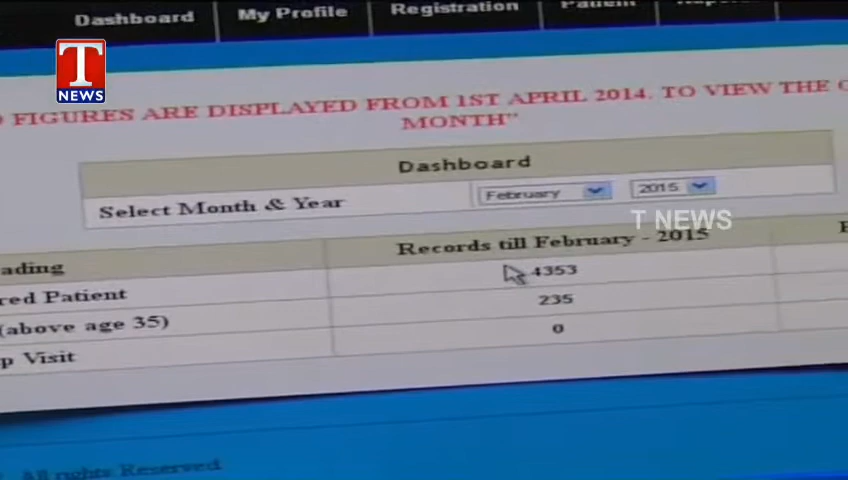 Dashboard My Profile Registration Patient
T
NEWS
FIGURES ARE DISPLAYED FROM 1ST APRIL 2014. TO VIEW THE
MONTH"
Dashboard
Select Month & Year February 2015
T NEWS
ading Records till February - 2015
red Patient 4353
(above age 35) 235
p Visit 0
All rights Reserved